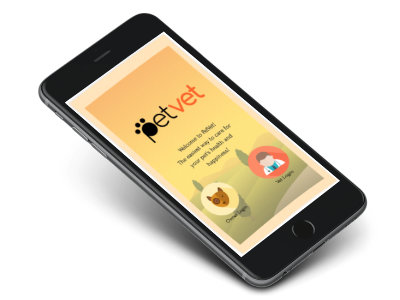 petvet
Welcome to PetVet!
The easiest way to care for
your pet's health and
happiness!
Owner Login
Vet Login